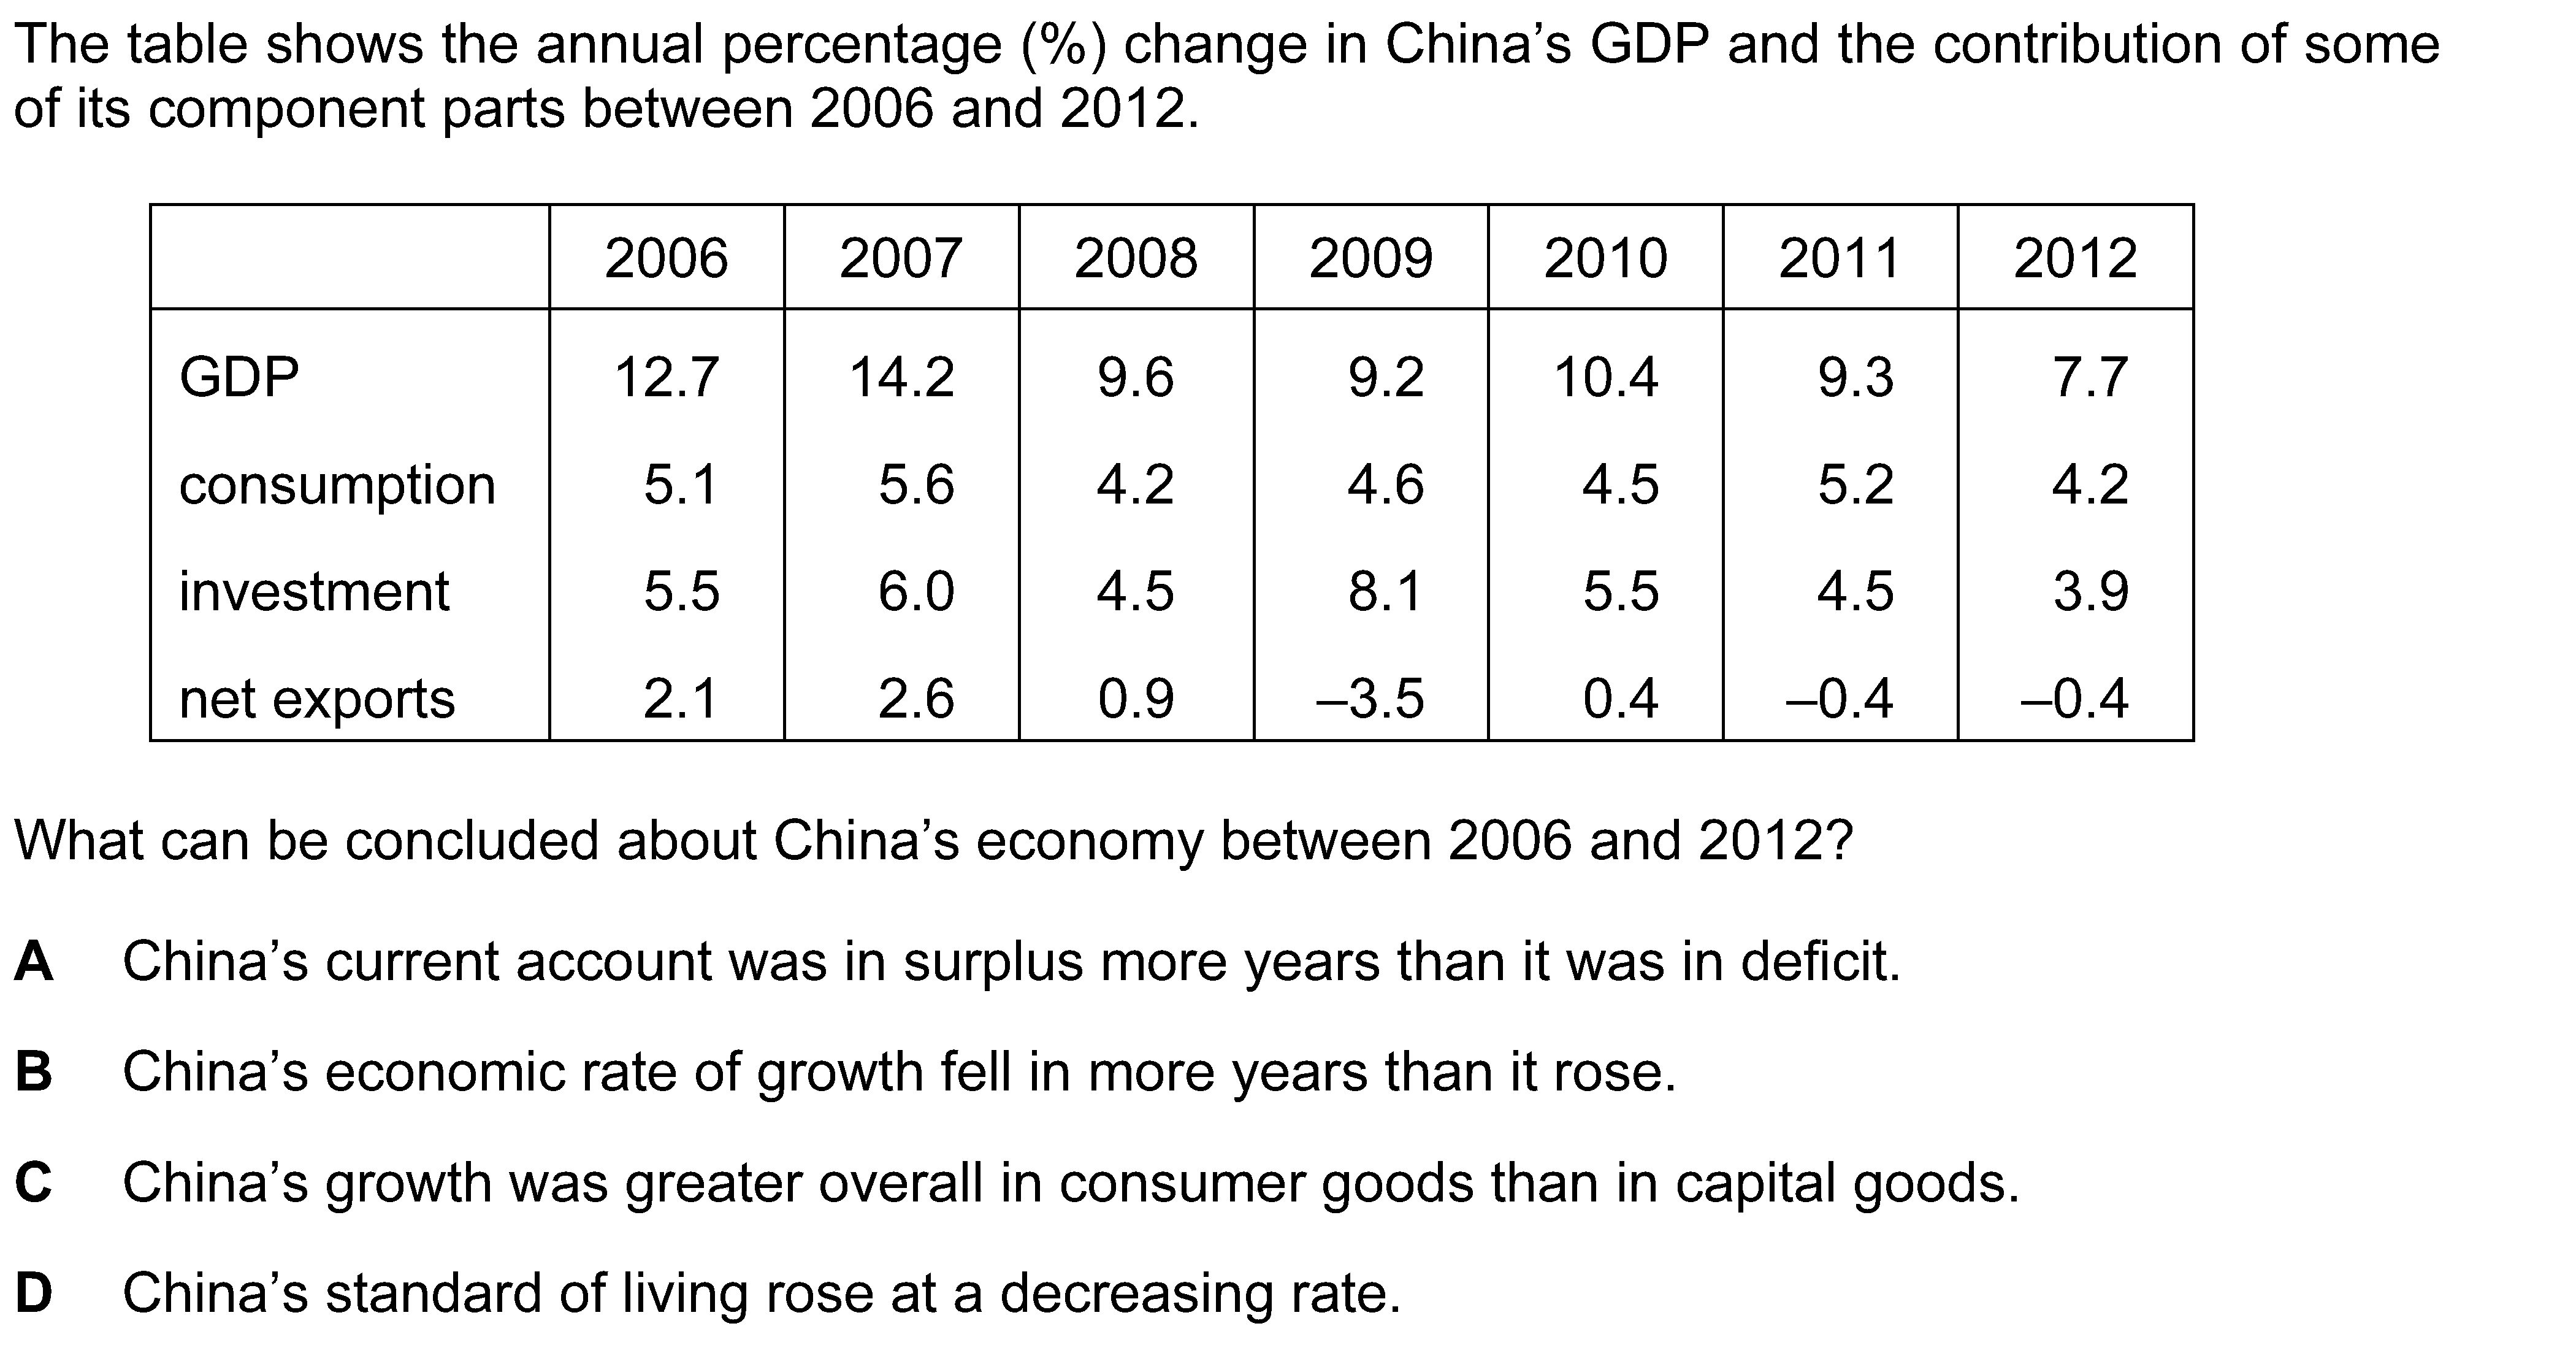 The table shows the annual percentage (%) change in China’s GDP and the contribution of some
of its component parts between 2006 and 2012.
2006 2007 2008 2009 2010 2011 2012
GDP 12.7 14.2 9.6 9.2 10.4 9.3 7.7
consumption 5.1 5.6 4.2 4.6 4.5 5.2 4.2
investment 5.5 6.0 4.5 8.1 5.5 4.5 3.9
net exports 2.1 2.6 0.9 –3.5 0.4 –0.4 –0.4
What can be concluded about China’s economy between 2006 and 2012?
A China’s current account was in surplus more years than it was in deficit.
B China’s economic rate of growth fell in more years than it rose.
C China’s growth was greater overall in consumer goods than in capital goods.
D China’s standard of living rose at a decreasing rate.